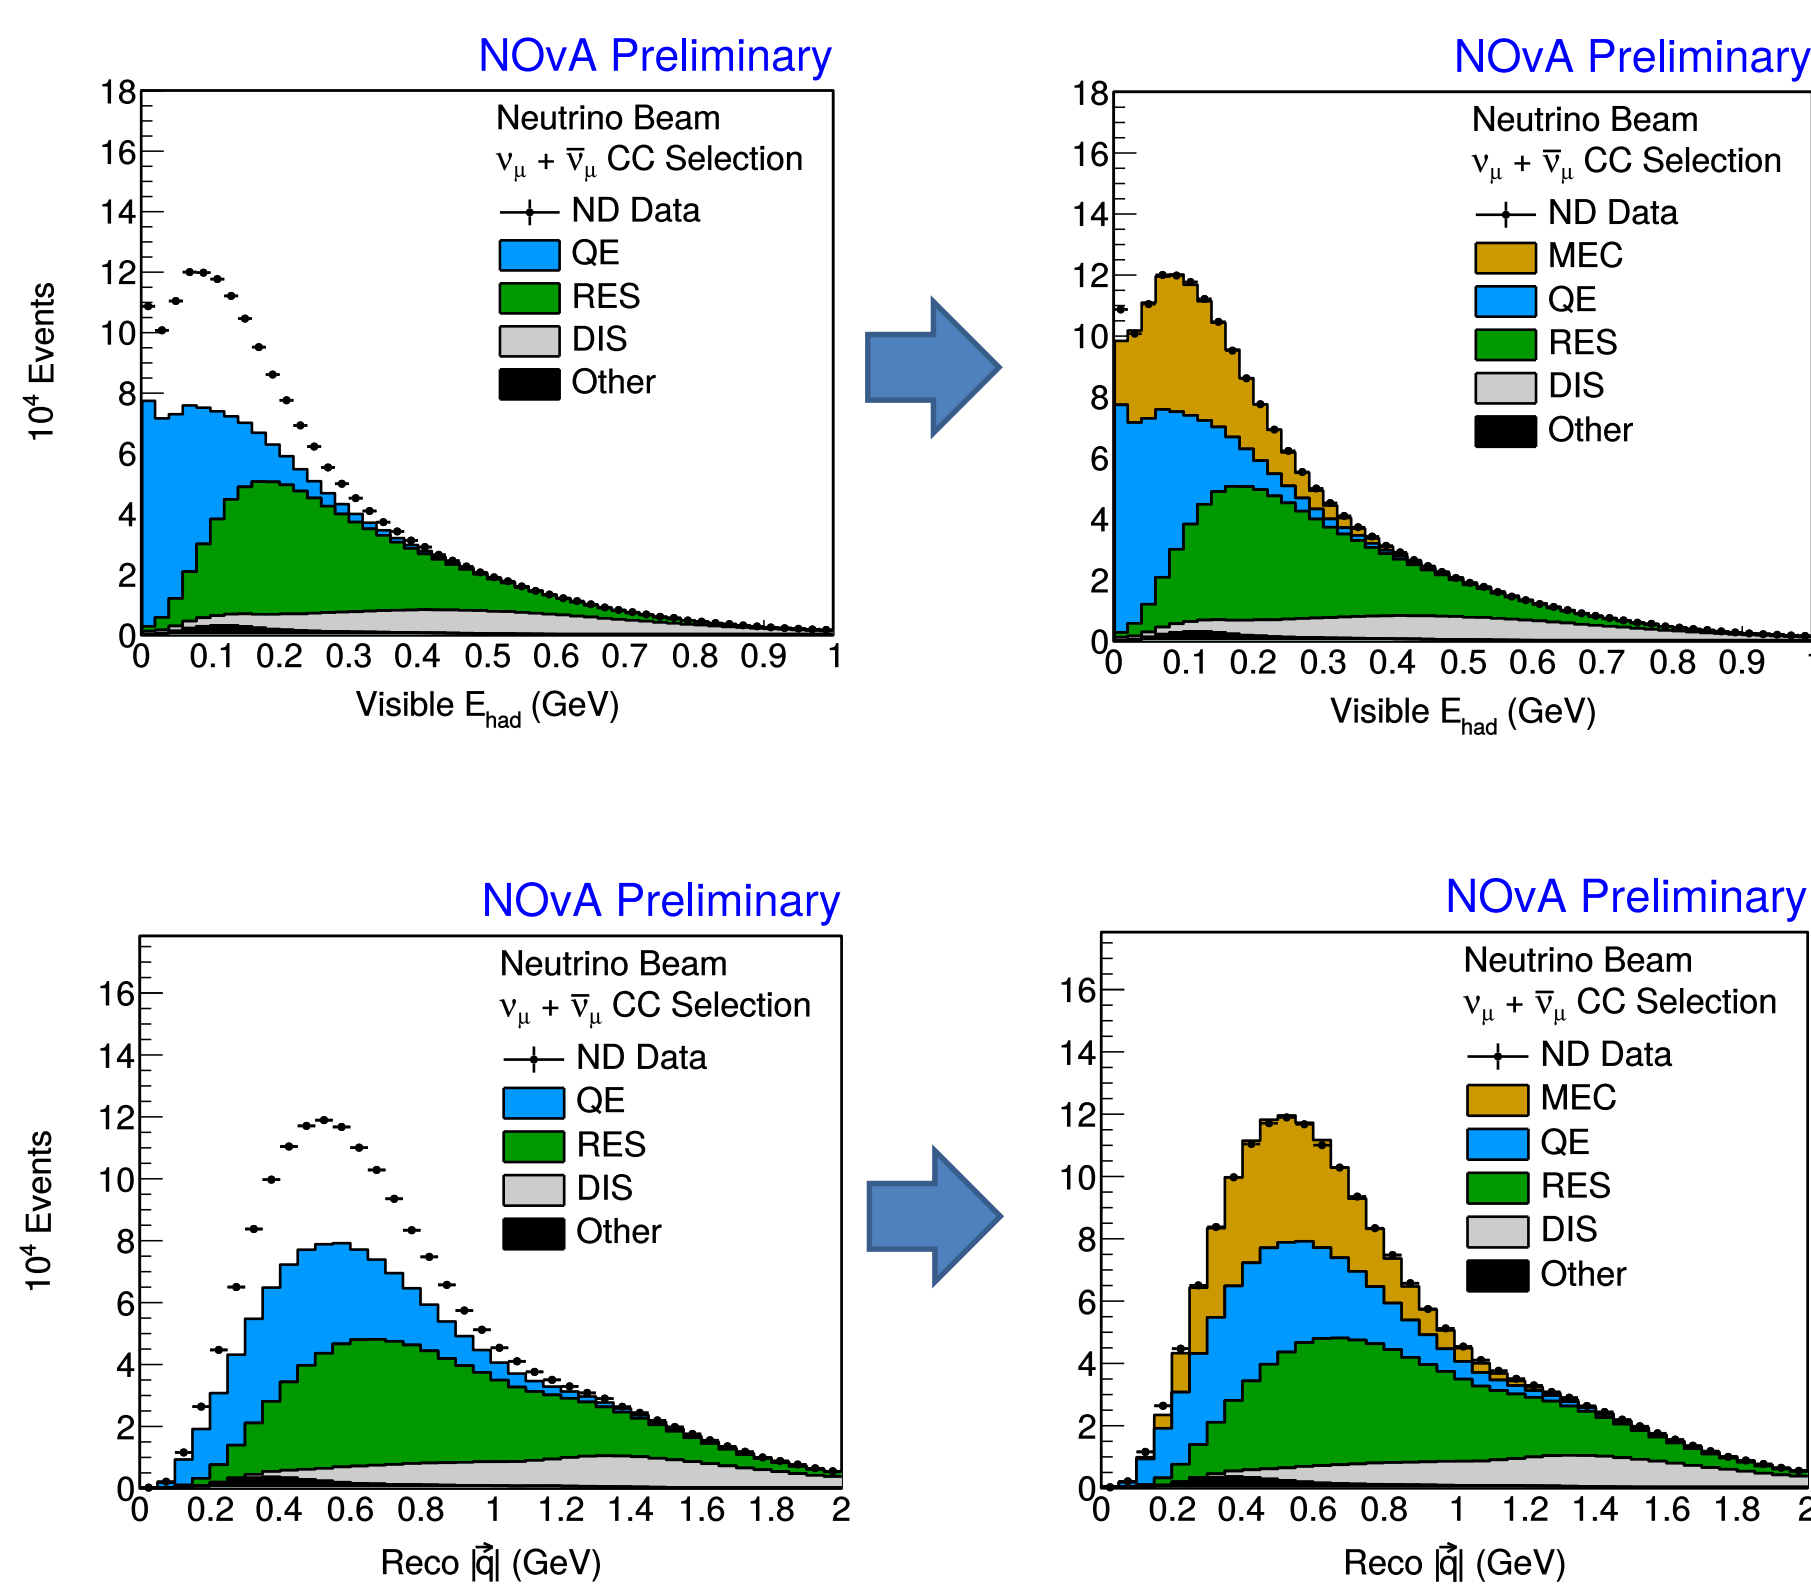 NOvA Preliminary
18
16
14
12
10
8
6
4
2
0
10⁴ Events
Neutrino Beam
νμ + ν̅μ CC Selection
ND Data
QE
RES
DIS
Other
0 0.1 0.2 0.3 0.4 0.5 0.6 0.7 0.8 0.9 1
Visible E_had (GeV)
NOvA Preliminary
18
16
14
12
10
8
6
4
2
0
Neutrino Beam
νμ + ν̅μ CC Selection
ND Data
MEC
QE
RES
DIS
Other
0 0.1 0.2 0.3 0.4 0.5 0.6 0.7 0.8 0.9
Visible E_had (GeV)
NOvA Preliminary
16
14
12
10
8
6
4
2
0
10⁴ Events
Neutrino Beam
νμ + ν̅μ CC Selection
ND Data
QE
RES
DIS
Other
0 0.2 0.4 0.6 0.8 1 1.2 1.4 1.6 1.8 2
Reco |q⃗| (GeV)
NOvA Preliminary
16
14
12
10
8
6
4
2
0
Neutrino Beam
νμ + ν̅μ CC Selection
ND Data
MEC
QE
RES
DIS
Other
0 0.2 0.4 0.6 0.8 1 1.2 1.4 1.6 1.8 2
Reco |q⃗| (GeV)